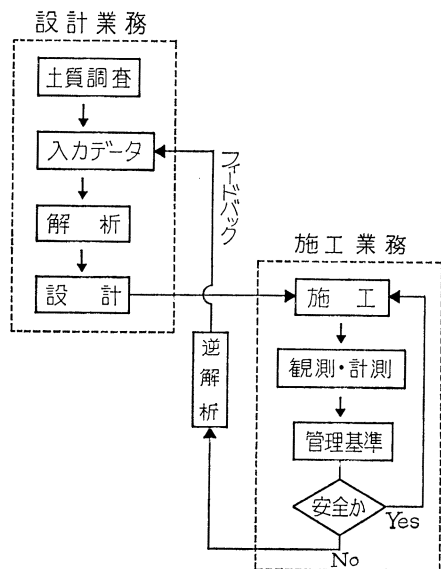 設計業務
土質調査
入力データ
解析
設計
フィードバック
逆解析
施工業務
施工
観測・計測
管理基準
安全か
Yes
No